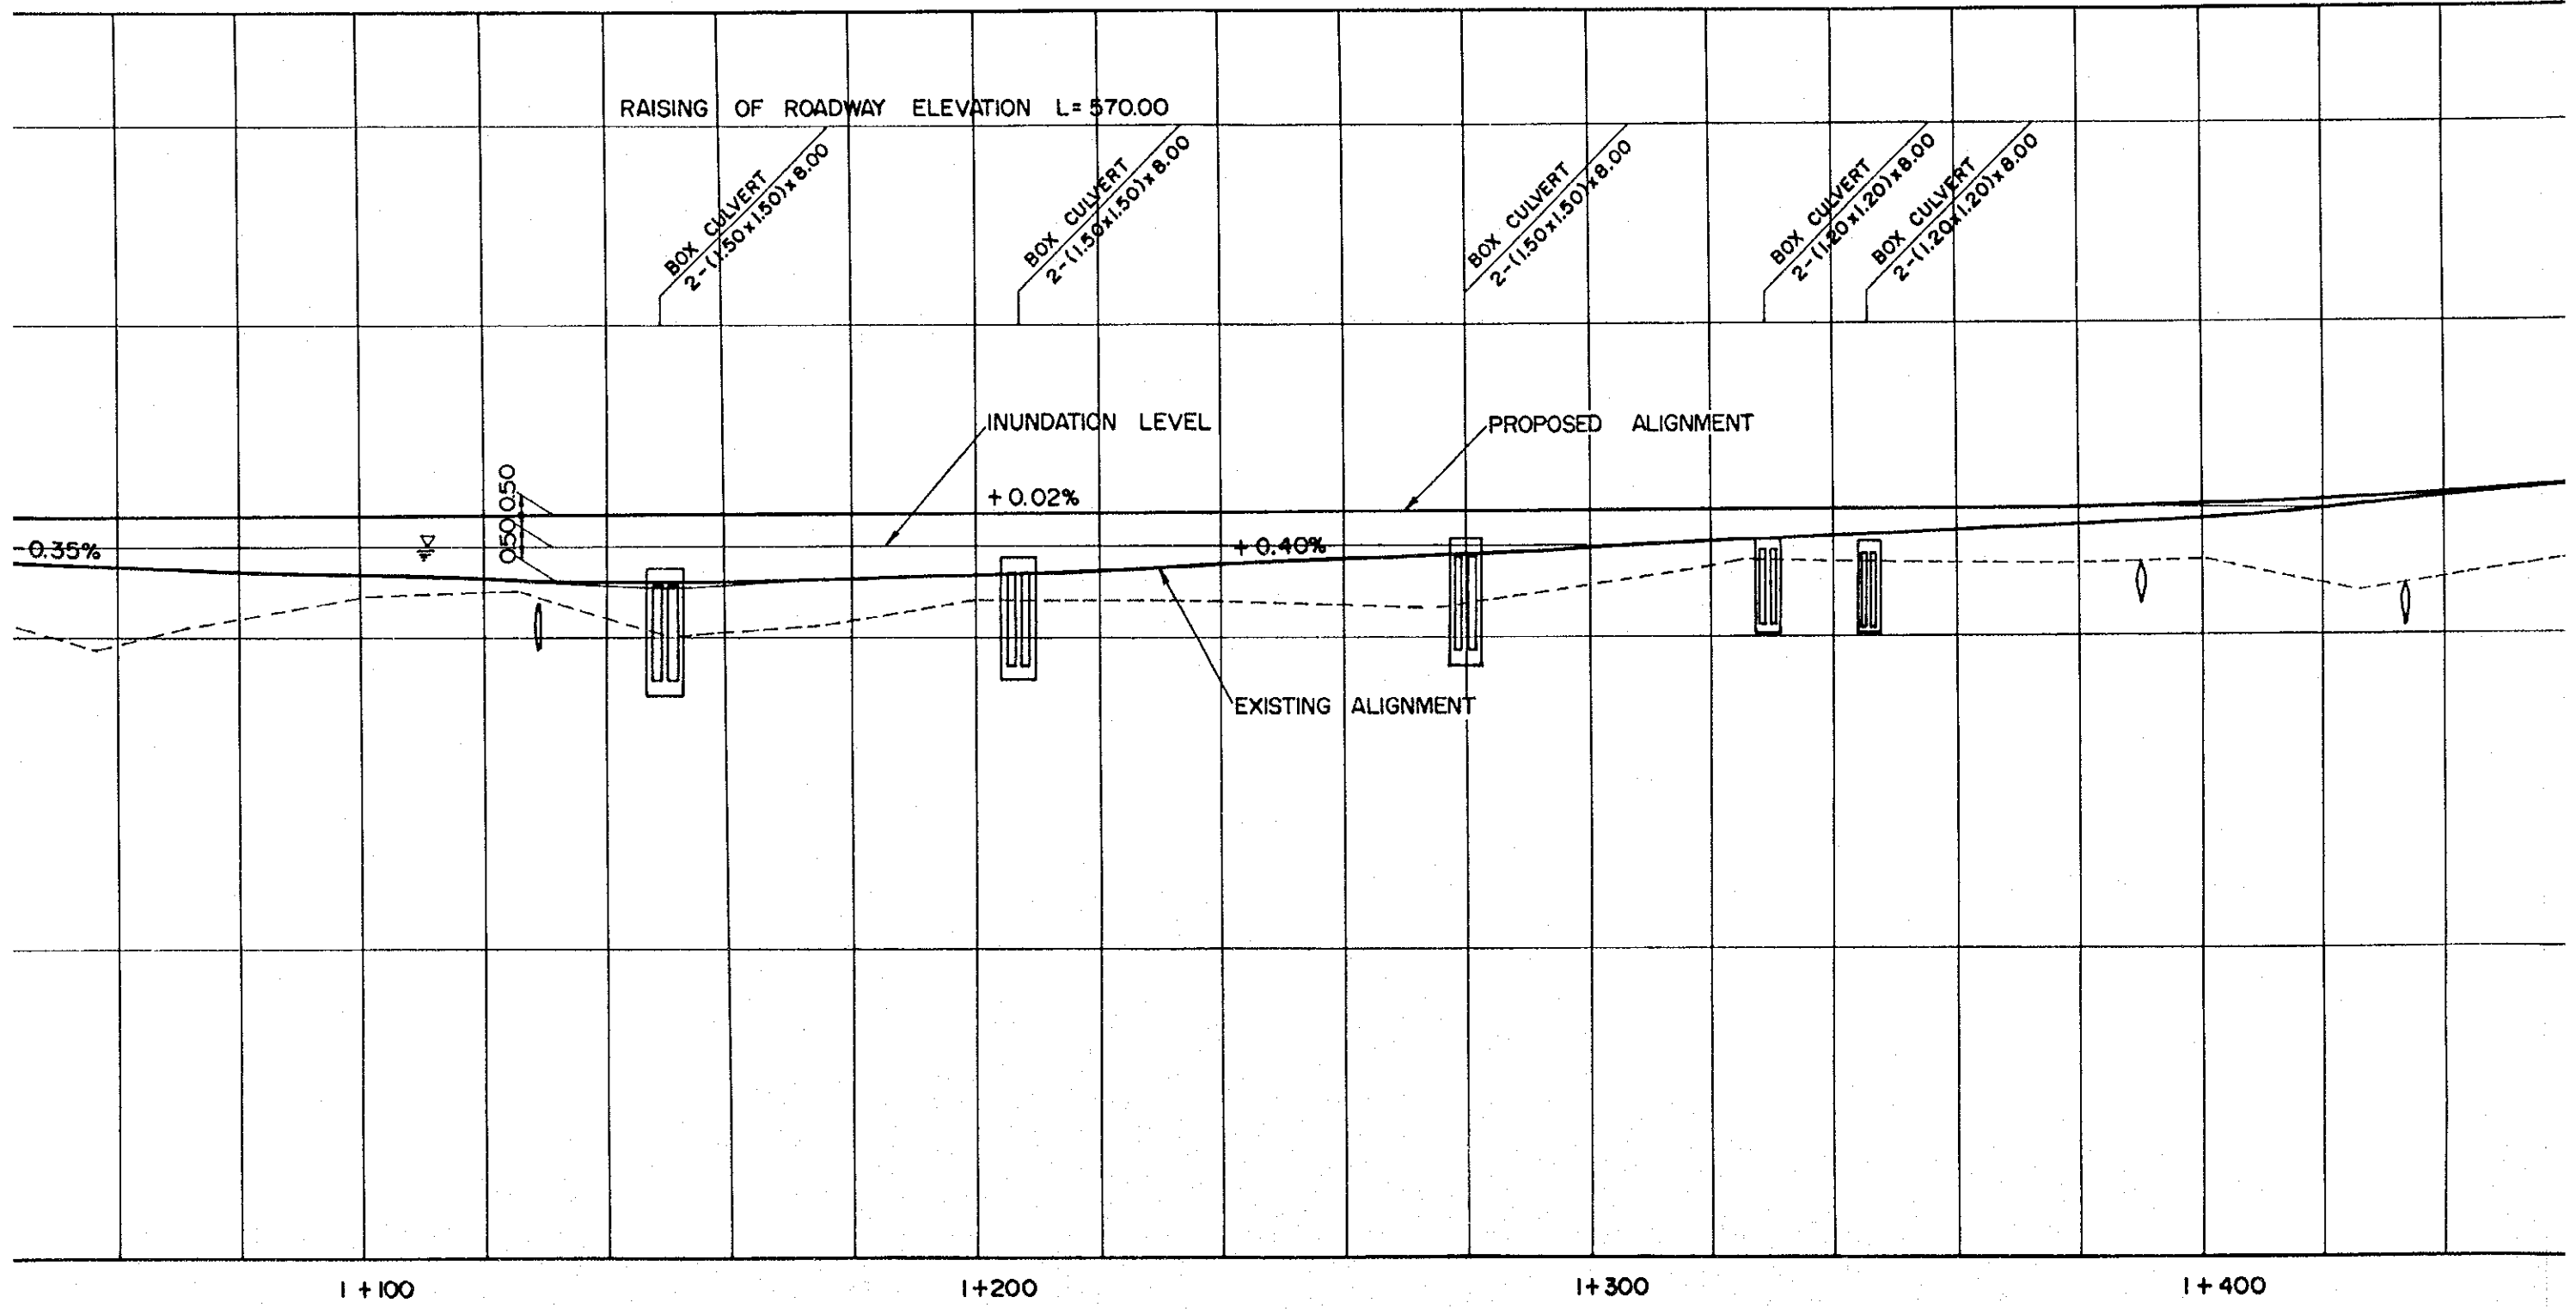 RAISING OF ROADWAY ELEVATION L= 570.00
BOX CULVERT
2-(1.50x1.50)x8.00
BOX CULVERT
2-(1.50x1.50)x8.00
BOX CULVERT
2-(1.50x1.50)x8.00
BOX CULVERT
2-(1.20x1.20)x8.00
BOX CULVERT
2-(1.20x1.20)x8.00
INUNDATION LEVEL
PROPOSED ALIGNMENT
0.50
0.50
+0.02%
-0.35%
+0.40%
EXISTING ALIGNMENT
1+100
1+200
1+300
1+400